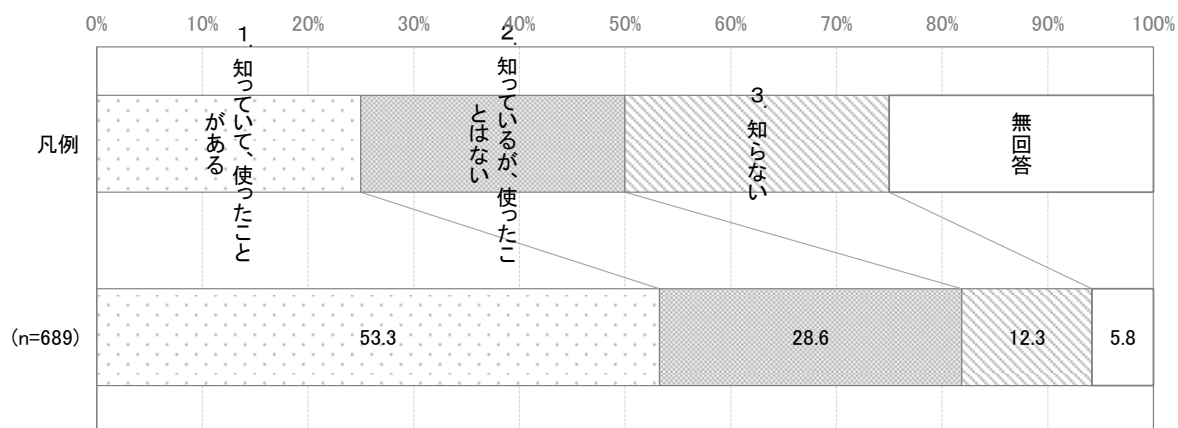 0% 10% 20% 30% 40% 50% 60% 70% 80% 90% 100%
凡例
1．知っていて、使ったこと
がある
2．知っているが、使ったこ
とはない
3．知らない
無回答
(n=689)
53.3
28.6
12.3
5.8